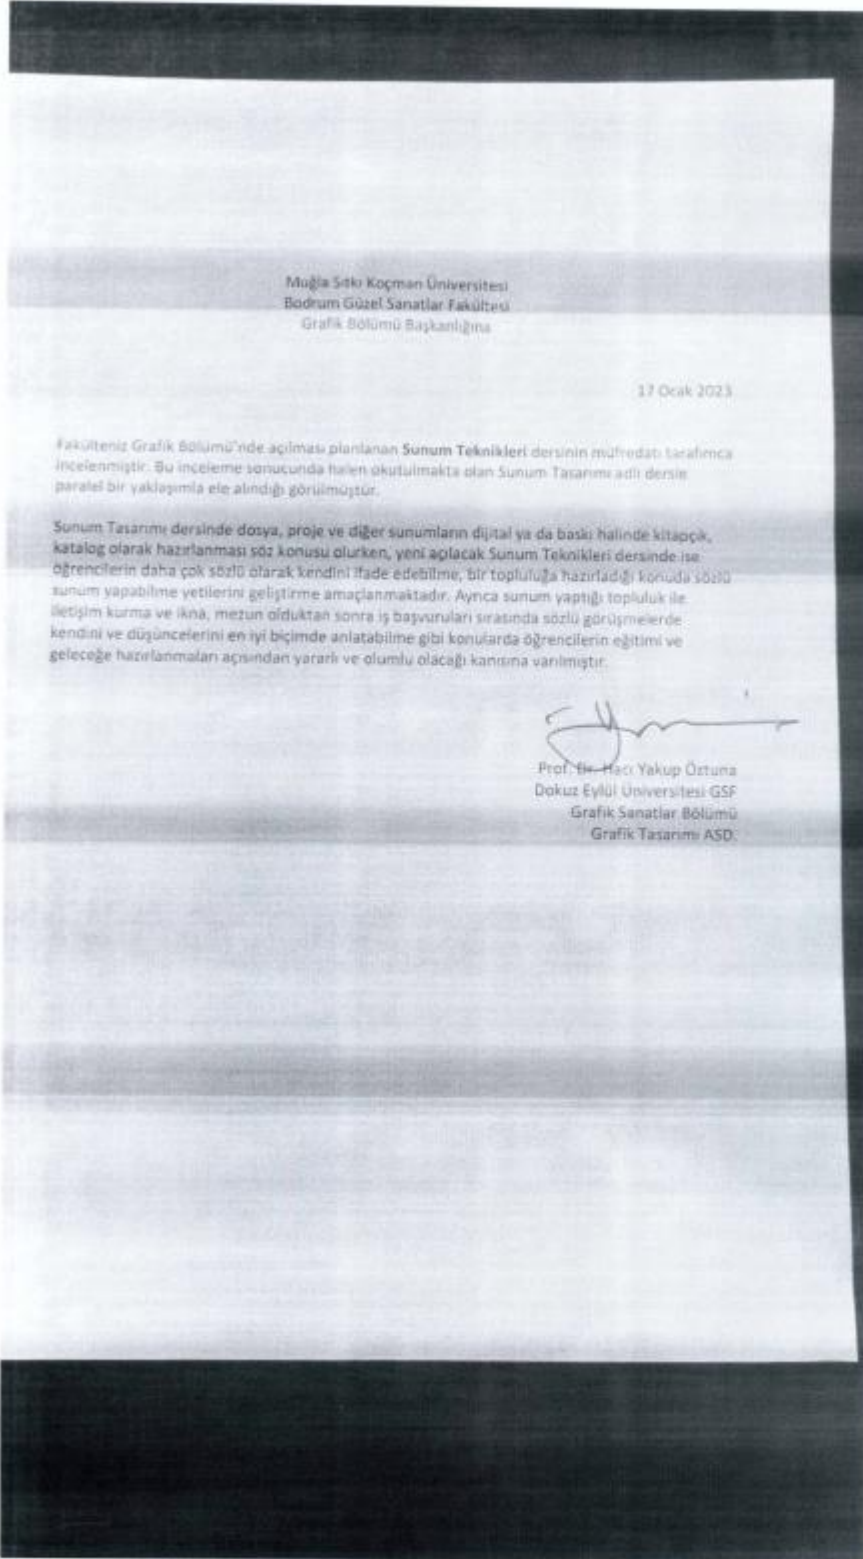 Muğla Sıtkı Koçman Üniversitesi
Bodrum Güzel Sanatlar Fakültesi
Grafik Bölümü Başkanlığına
17 Ocak 2023
Fakülteniz Grafik Bölümü'nde açılması planlanan Sunum Teknikleri dersinin müfredatı tarafımca
incelenmiştir. Bu inceleme sonucunda halen okutulmakta olan Sunum Tasarımı adlı dersin
paralel bir yaklaşımla ele alındığı görülmüştür.
Sunum Tasarımı dersinde dosya, proje ve diğer sunumların dijital ya da baskı halinde kitapçık,
katalog olarak hazırlanması söz konusu olurken, yeni açılacak Sunum Teknikleri dersinde ise
öğrencilerin daha çok sözlü olarak kendini ifade edebilme, bir topluluğa hazırladığı konuda sözlü
sunum yapabilme yetilerini geliştirme amaçlanmaktadır. Ayrıca sunum yaptığı topluluk ile
iletişim kurma ve ikna, mezun olduktan sonra iş başvuruları sırasında sözlü görüşmelerde
kendini ve düşüncelerini en iyi biçimde anlatabilme gibi konularda öğrencilerin eğitimi ve
geleceğe hazırlanmaları açısından yararlı ve olumlu olacağı kanısına varılmıştır.
Prof. Dr. Hacı Yakup Öztuna
Dokuz Eylül Üniversitesi GSF
Grafik Sanatlar Bölümü
Grafik Tasarımı ASD.